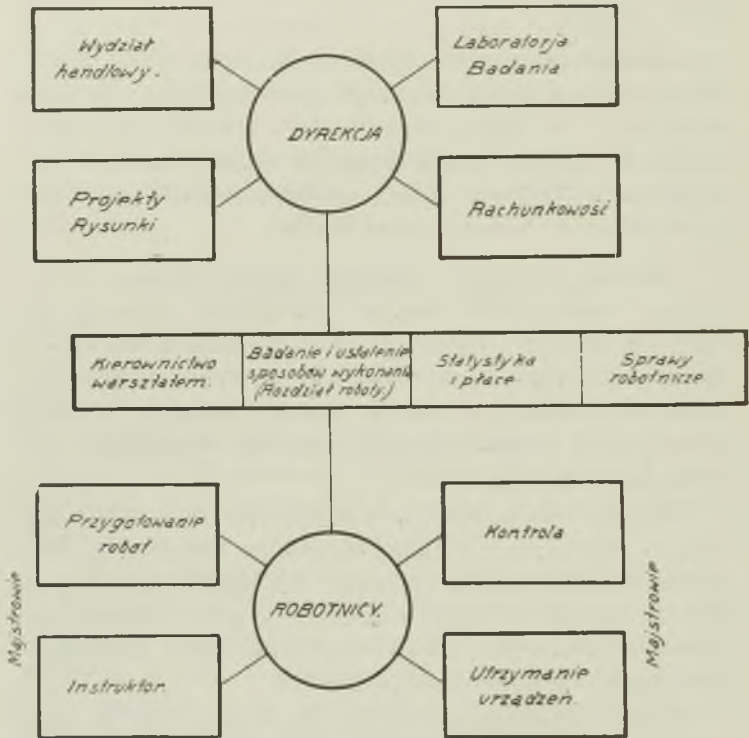 Wydział
handlowy.
Laboratorja
Badania
DYREKCJA
Projekty
Rysunki
Rachunkowość
Kierownictwo
warsztatem.
Badanie i ustalenie
sposobów wykonania
(Rozdział roboty.)
Statystyka
i płace
Sprawy
robotnicze
Przygotowanie
robót
Kontrola
Majstrowie
ROBOTNICY.
Majstrowie
Instruktor.
Utrzymanie
urządzeń.